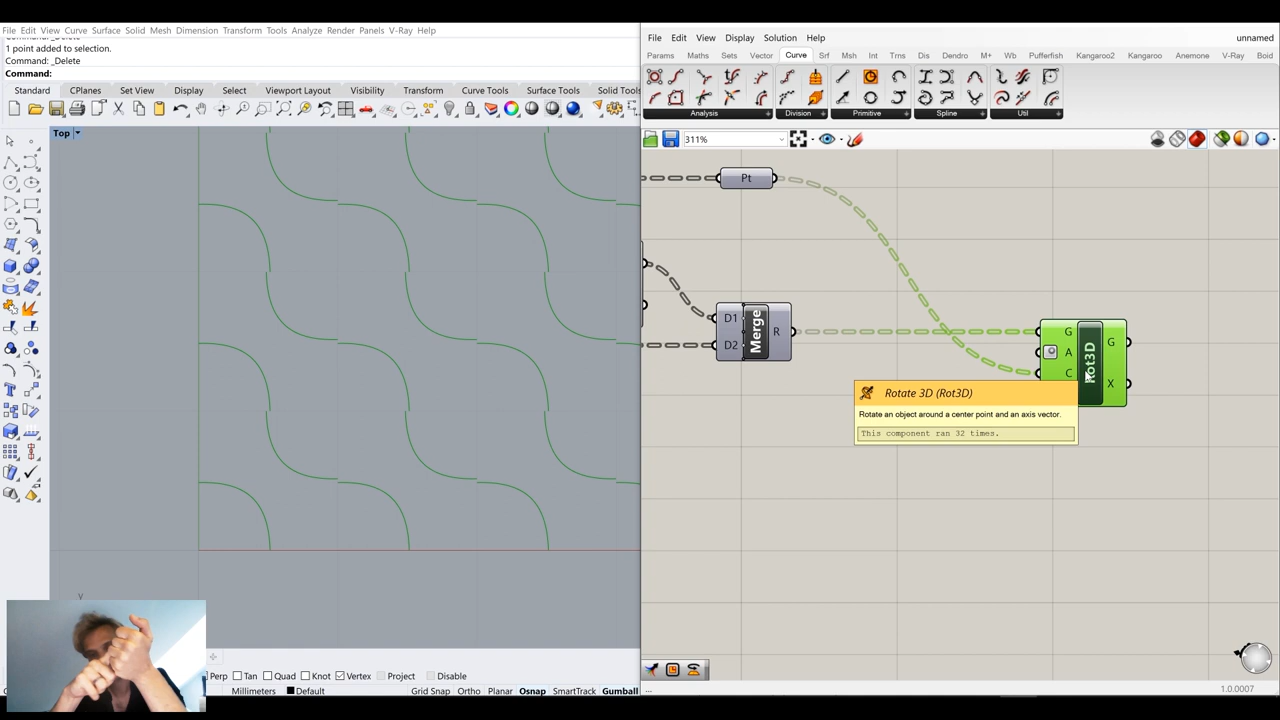 File Edit View Curve Surface Solid Mesh Dimension Transform Tools Analyze Render Panels V-Ray Help
1 point added to selection.
Command: _Delete
Command:
Standard CPlanes Set View Display Select Viewport Layout Visibility Transform Curve Tools Surface Tools Solid Tools
Top
y
Perp Tan Quad Knot Vertex Project Disable
Millimeters Default Grid Snap Ortho Planar Osnap SmartTrack Gumball
File Edit View Display Solution Help unnamed
Params Maths Sets Vector Curve Srf Msh Int Trns Dis Dendro M+ Wb Pufferfish Kangaroo2 Kangaroo Anemone V-Ray Boid
Analysis Division Primitive Spline Util
311%
Pt
D1
D2
Merge
R
G
A
C
Rot3D
G
X
Rotate 3D (Rot3D)
Rotate an object around a center point and an axis vector.
This component ran 32 times.
...
1.0.0007